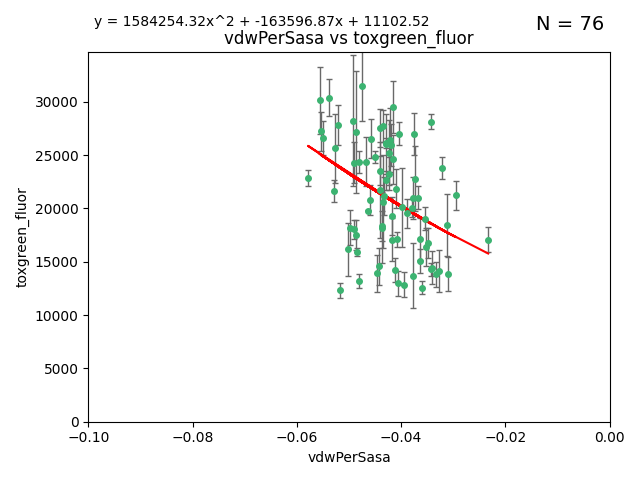 y = 1584254.32x^2 + -163596.87x + 11102.52
N = 76
vdwPerSasa vs toxgreen_fluor
toxgreen_fluor
30000
25000
20000
15000
10000
5000
0
−0.10 −0.08 −0.06 −0.04 −0.02 0.00
vdwPerSasa